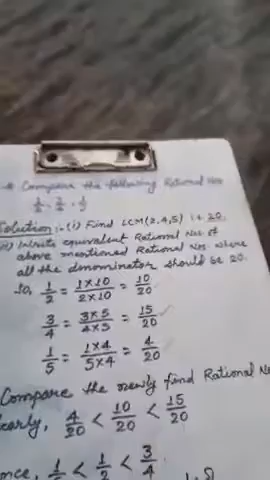 Compare the following Rational Nos
1/2, 3/4, 1/5
Solution:- (i) Find LCM(2,4,5) i.e 20.
(ii) Write equivalent Rational Nos of
above mentioned Rational Nos. where
all the denominator should be 20.
So, 1/2 = 1×10/2×10 = 10/20
3/4 = 3×5/4×5 = 15/20
1/5 = 1×4/5×4 = 4/20
Compare the newly find Rational No
early, 4/20 < 10/20 < 15/20
ence, 1/5 < 1/2 < 3/4